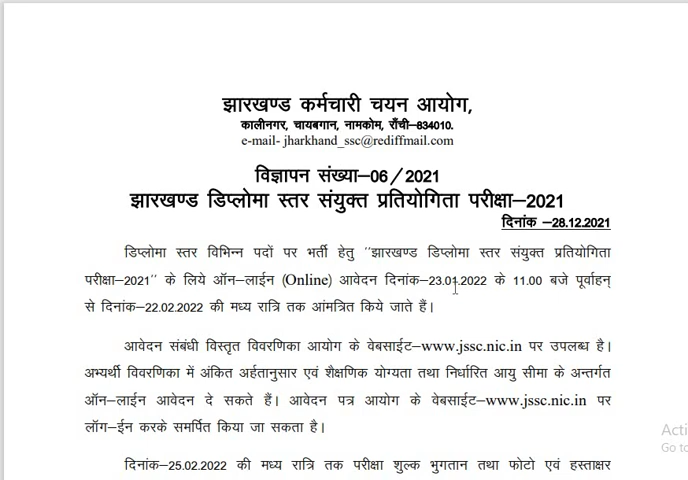 झारखण्ड कर्मचारी चयन आयोग,
कालीनगर, चायबगान, नामकोम, राँची–834010.
e-mail- jharkhand_ssc@rediffmail.com
विज्ञापन संख्या–06/2021
झारखण्ड डिप्लोमा स्तर संयुक्त प्रतियोगिता परीक्षा–2021
दिनांक –28.12.2021
डिप्लोमा स्तर विभिन्न पदों पर भर्ती हेतु "झारखण्ड डिप्लोमा स्तर संयुक्त प्रतियोगिता
परीक्षा–2021" के लिये ऑन–लाईन (Online) आवेदन दिनांक–23.01.2022 के 11.00 बजे पूर्वाहन्
से दिनांक–22.02.2022 की मध्य रात्रि तक आंमत्रित किये जाते हैं।
आवेदन संबंधी विस्तृत विवरणिका आयोग के वेबसाईट–www.jssc.nic.in पर उपलब्ध है।
अभ्यर्थी विवरणिका में अंकित अर्हतानुसार एवं शैक्षणिक योग्यता तथा निर्धारित आयु सीमा के अन्तर्गत
ऑन–लाईन आवेदन दे सकते हैं। आवेदन पत्र आयोग के वेबसाईट–www.jssc.nic.in पर
लॉग–ईन करके समर्पित किया जा सकता है।
दिनांक–25.02.2022 की मध्य रात्रि तक परीक्षा शुल्क भुगतान तथा फोटो एवं हस्ताक्षर
Acti
Go to